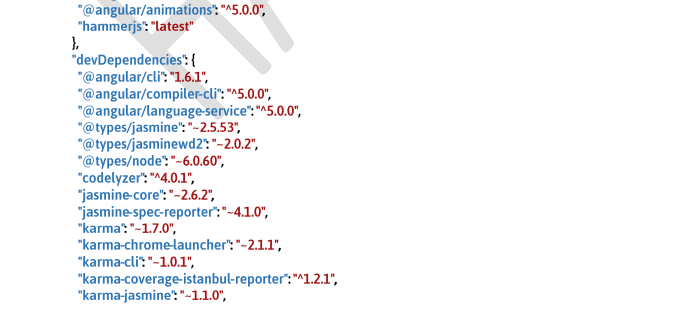 "@angular/animations": "^5.0.0",
"hammerjs": "latest"
},
"devDependencies": {
"@angular/cli": "1.6.1",
"@angular/compiler-cli": "^5.0.0",
"@angular/language-service": "^5.0.0",
"@types/jasmine": "~2.5.53",
"@types/jasminewd2": "~2.0.2",
"@types/node": "~6.0.60",
"codelyzer": "^4.0.1",
"jasmine-core": "~2.6.2",
"jasmine-spec-reporter": "~4.1.0",
"karma": "~1.7.0",
"karma-chrome-launcher": "~2.1.1",
"karma-cli": "~1.0.1",
"karma-coverage-istanbul-reporter": "^1.2.1",
"karma-jasmine": "~1.1.0",